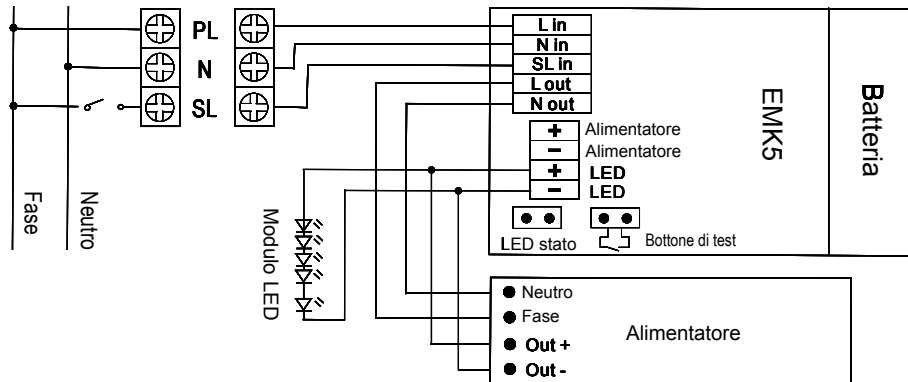 PL
N
SL
Fase
Neutro
L in
N in
SL in
L out
N out
+ Alimentatore
- Alimentatore
+ LED
- LED
LED stato
Bottone di test
EMK5
Batteria
Modulo LED
Neutro
Fase
Out +
Out -
Alimentatore